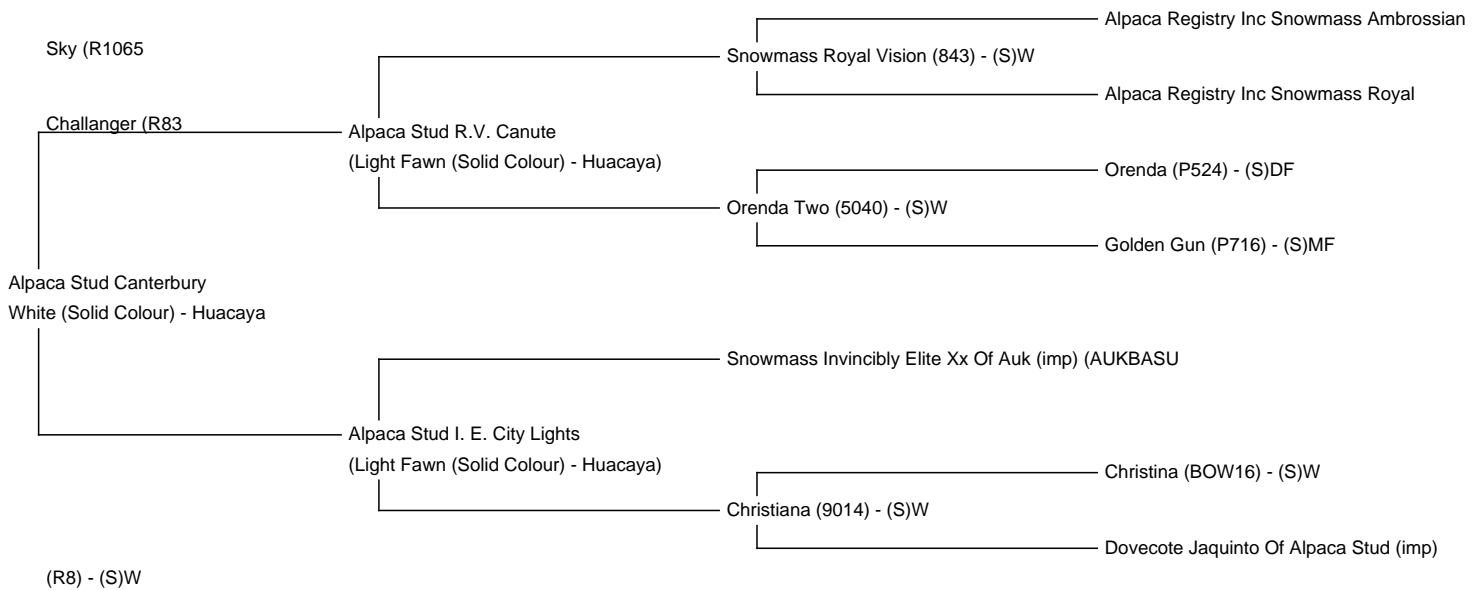 Alpaca Registry Inc Snowmass Ambrossian
Sky (R1065
Snowmass Royal Vision (843) - (S)W
Alpaca Registry Inc Snowmass Royal
Challanger (R83
Alpaca Stud R.V. Canute
(Light Fawn (Solid Colour) - Huacaya)
Orenda (P524) - (S)DF
Orenda Two (5040) - (S)W
Golden Gun (P716) - (S)MF
Alpaca Stud Canterbury
White (Solid Colour) - Huacaya
Snowmass Invincibly Elite Xx Of Auk (imp) (AUKBASU
Alpaca Stud I. E. City Lights
(Light Fawn (Solid Colour) - Huacaya)
Christina (BOW16) - (S)W
Christiana (9014) - (S)W
Dovecote Jaquinto Of Alpaca Stud (imp)
(R8) - (S)W